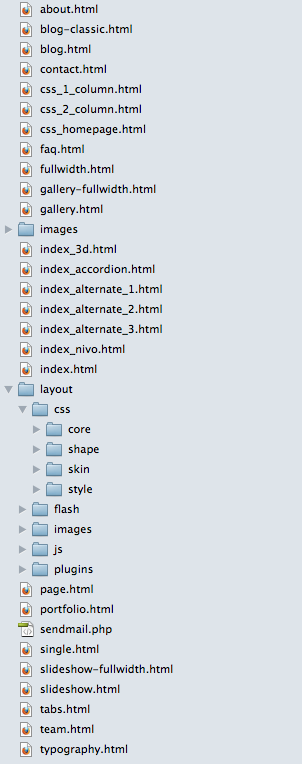 about.html
blog-classic.html
blog.html
contact.html
css_1_column.html
css_2_column.html
css_homepage.html
faq.html
fullwidth.html
gallery-fullwidth.html
gallery.html
images
index_3d.html
index_accordion.html
index_alternate_1.html
index_alternate_2.html
index_alternate_3.html
index_nivo.html
index.html
layout
css
core
shape
skin
style
flash
images
js
plugins
page.html
portfolio.html
sendmail.php
single.html
slideshow-fullwidth.html
slideshow.html
tabs.html
team.html
typography.html